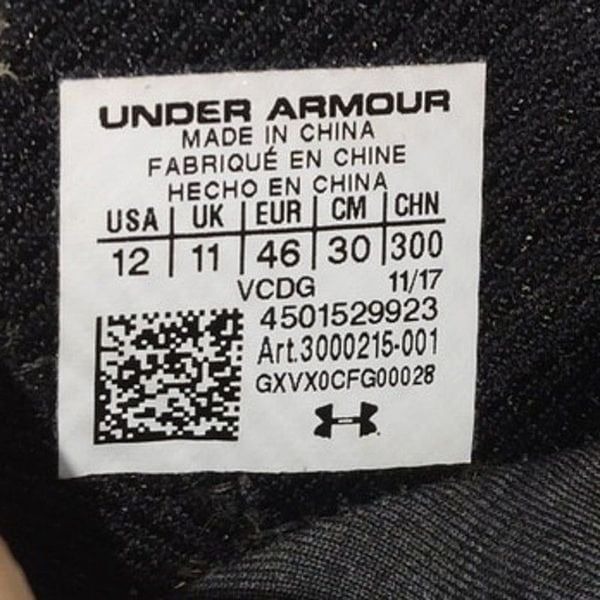 UNDER ARMOUR
MADE IN CHINA
FABRIQUÉ EN CHINE
HECHO EN CHINA
USA | UK | EUR | CM | CHN
12 | 11 | 46 | 30 | 300
VCDG 11/17
4501529923
Art.3000215-001
GXVX0CFG00028